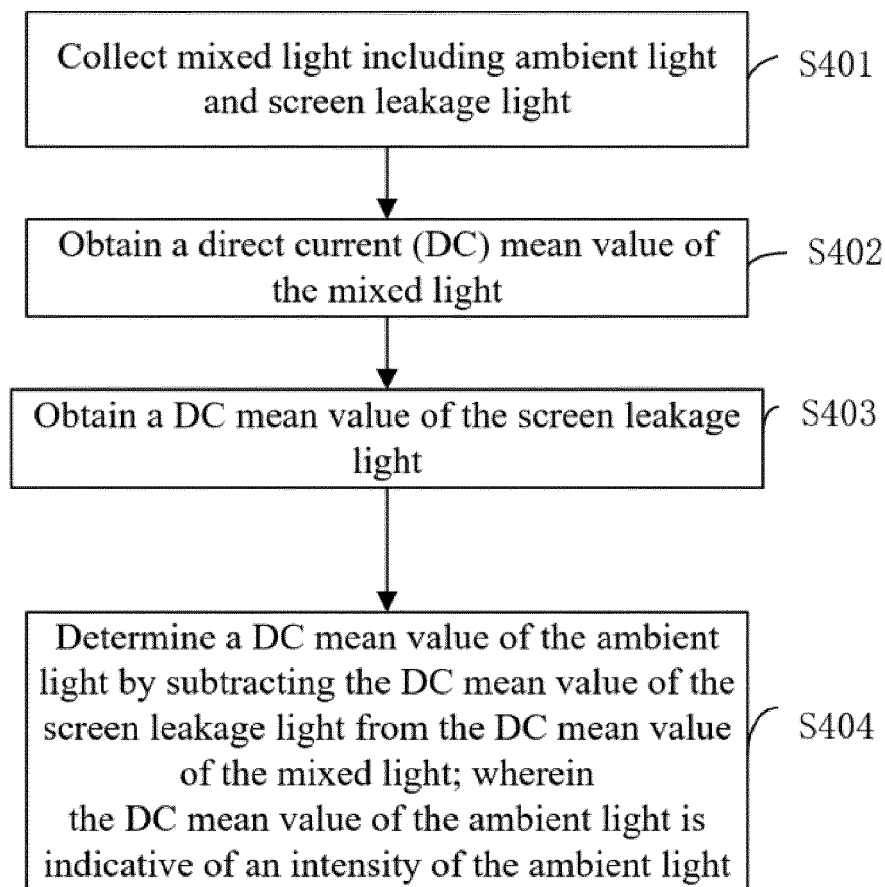 Collect mixed light including ambient light
and screen leakage light
S401
Obtain a direct current (DC) mean value of
the mixed light
S402
Obtain a DC mean value of the screen leakage
light
S403
Determine a DC mean value of the ambient
light by subtracting the DC mean value of the
screen leakage light from the DC mean value
of the mixed light; wherein
the DC mean value of the ambient light is
indicative of an intensity of the ambient light
S404